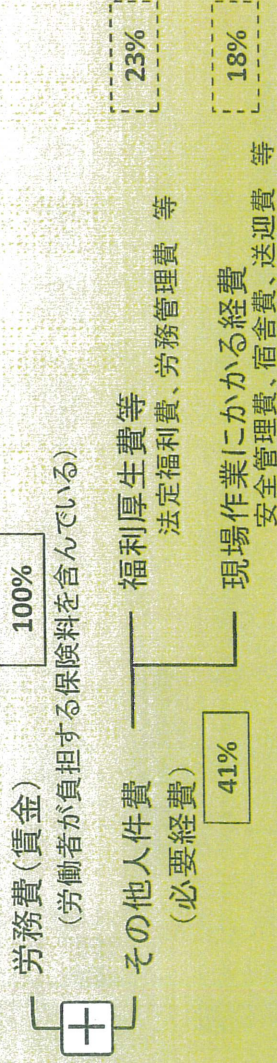 労務費(賃金)
100%
(労働者が負担する保険料を含んでいる)
+
その他人件費
(必要経費)
41%
福利厚生費等
23%
法定福利費、労務管理費 等
現場作業にかかる経費
18%
安全管理費、宿舎費、送迎費 等